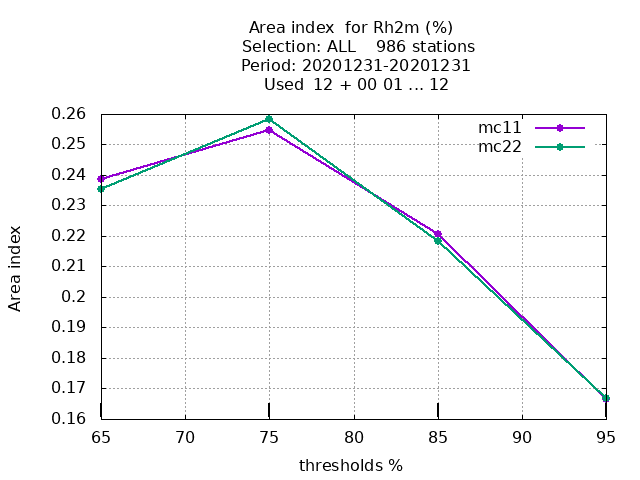 Area index  for Rh2m (%)
Selection: ALL    986 stations
Period: 20201231-20201231
Used  12 + 00 01 ... 12
mc11
mc22
0.26
0.25
0.24
0.23
0.22
0.21
0.2
0.19
0.18
0.17
0.16
Area index
65 70 75 80 85 90 95
thresholds %